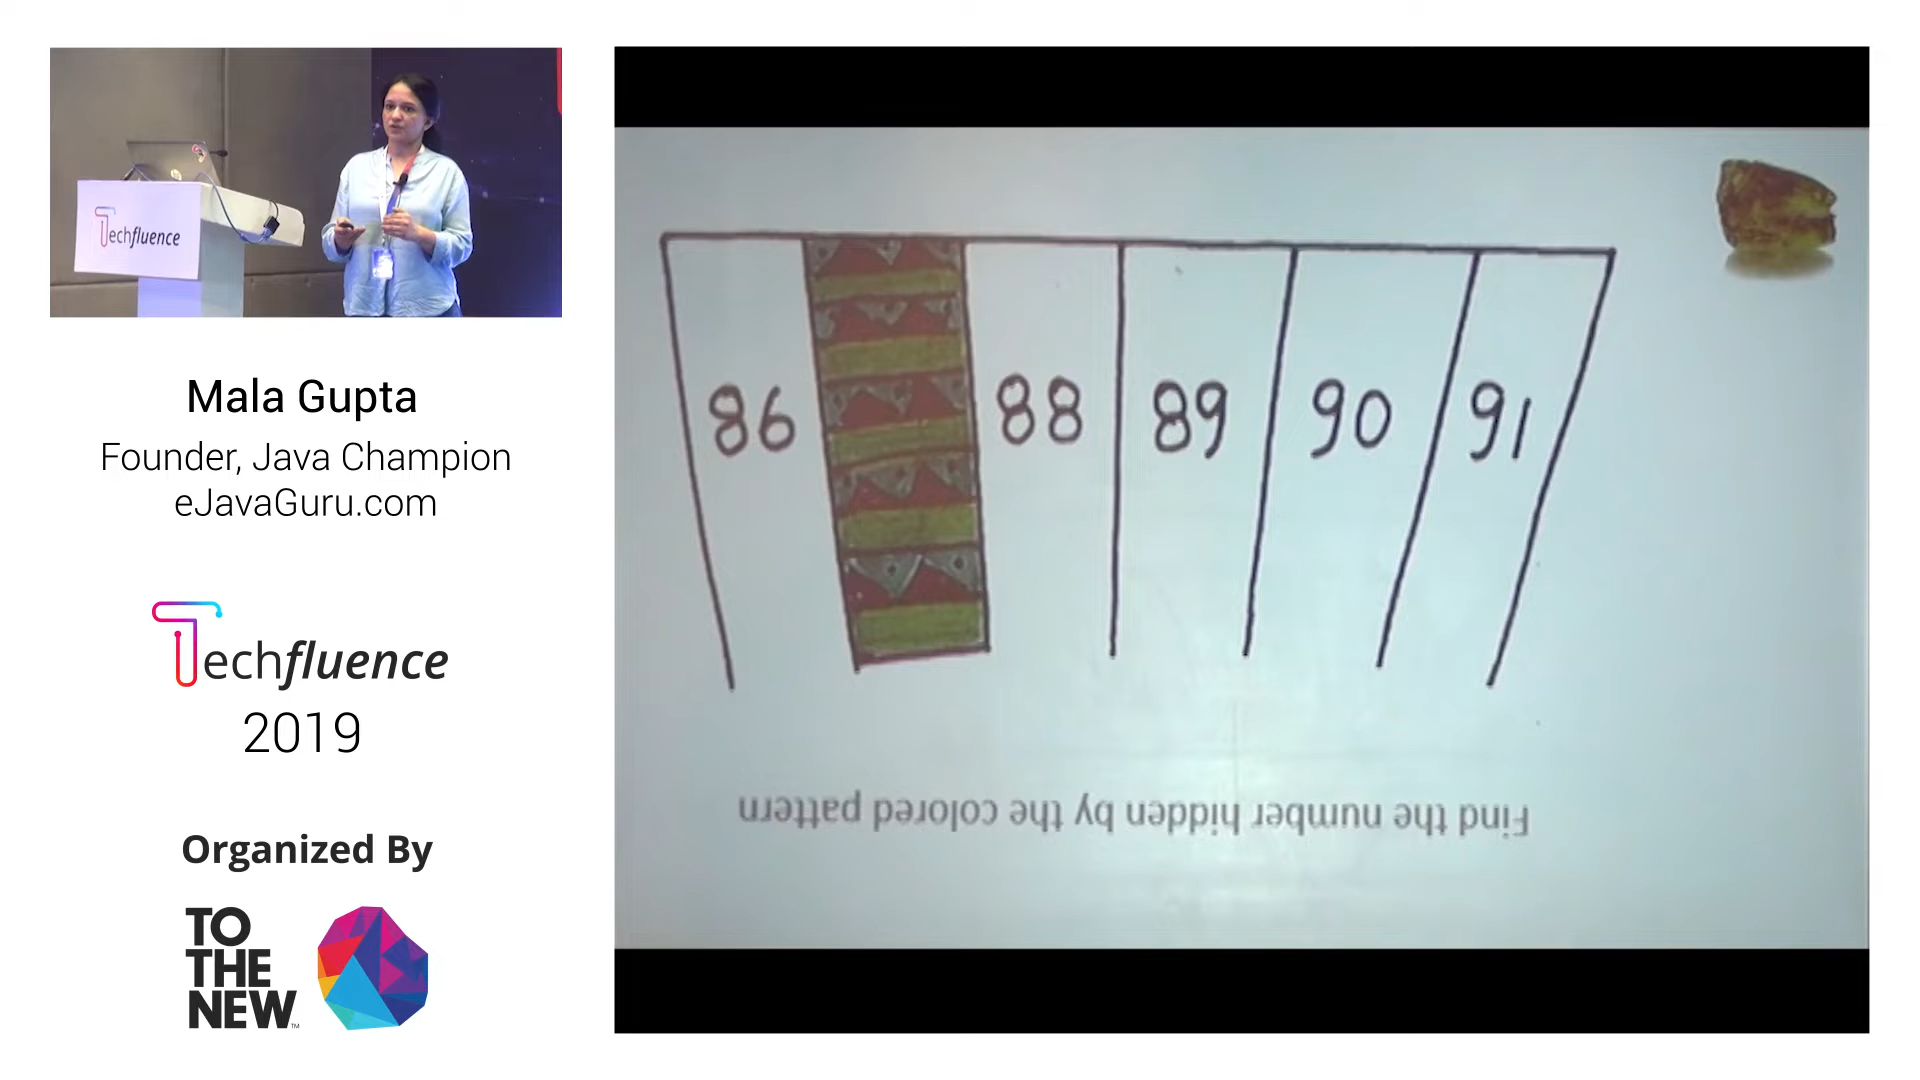 Techfluence
Mala Gupta
Founder, Java Champion
eJavaGuru.com
Techfluence
2019
Organized By
TO
THE
NEW™
86
88
89
90
91
Find the number hidden by the colored pattern